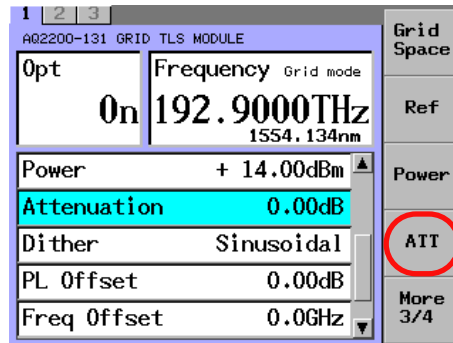 1 2 3
AQ2200-131 GRID TLS MODULE
Opt
On
Frequency Grid mode
192.9000THz
1554.134nm
Power + 14.00dBm
Attenuation 0.00dB
Dither Sinusoidal
PL Offset 0.00dB
Freq Offset 0.0GHz
Grid
Space
Ref
Power
ATT
More
3/4